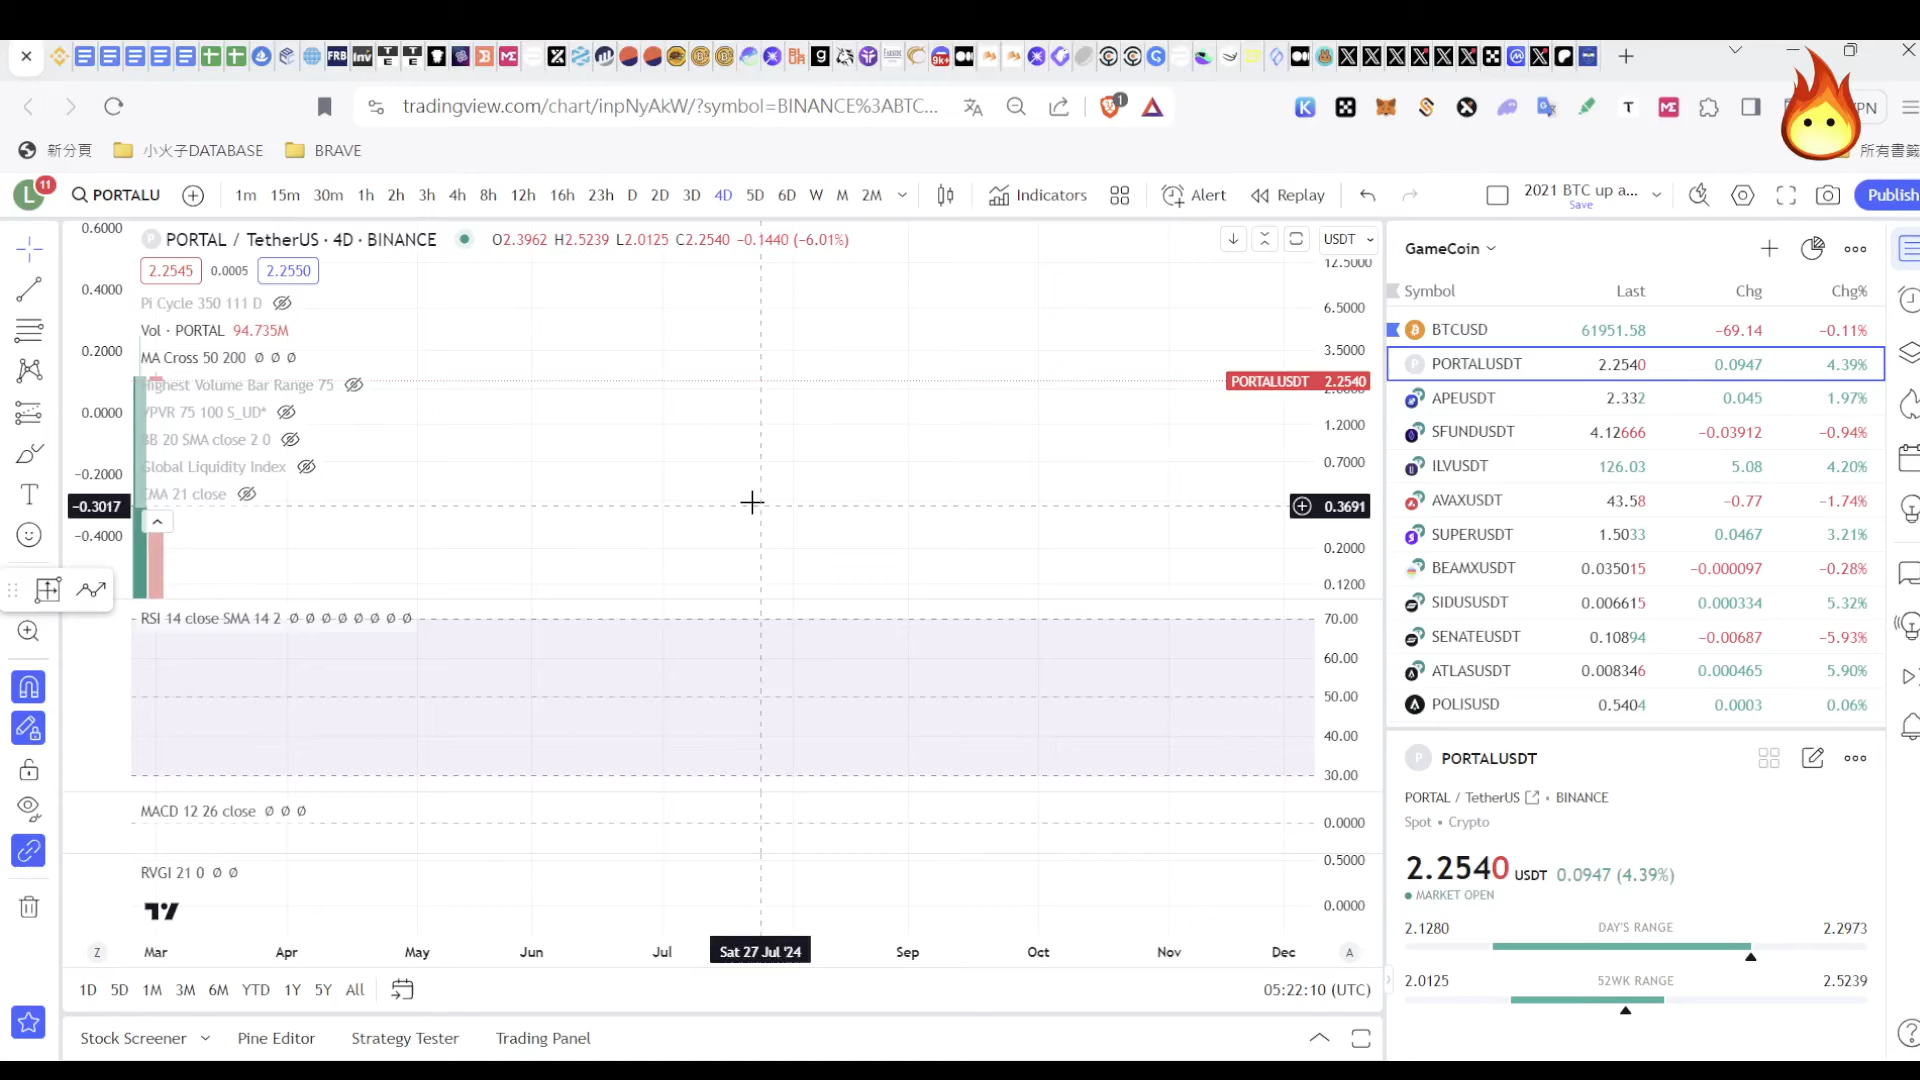 tradingview.com/chart/inpNyAkW/?symbol=BINANCE%3ABTC...
新分頁 小火子DATABASE BRAVE 所有書籤
11 PORTALU 1m 15m 30m 1h 2h 3h 4h 8h 12h 16h 23h D 2D 3D 4D 5D 6D W M 2M Indicators Alert Replay 2021 BTC up a... Save Publish
PORTAL / TetherUS · 4D · BINANCE O2.3962 H2.5239 L2.0125 C2.2540 −0.1440 (−6.01%) USDT
2.2545 0.0005 2.2550
Pi Cycle 350 111 D
Vol · PORTAL 94.735M
MA Cross 50 200 Ø Ø Ø
Highest Volume Bar Range 75
VPVR 75 100 S_UD*
BB 20 SMA close 2 0
Global Liquidity Index
EMA 21 close
0.6000
0.4000
0.2000
0.0000
−0.2000
−0.3017
−0.4000
12.5000
6.5000
3.5000
PORTALUSDT 2.2540
1.2000
0.7000
0.3691
0.2000
0.1200
RSI 14 close SMA 14 2 Ø Ø Ø Ø Ø Ø Ø Ø
70.00
60.00
50.00
40.00
30.00
MACD 12 26 close Ø Ø Ø
0.0000
RVGI 21 0 Ø Ø
0.5000
0.0000
Z Mar Apr May Jun Jul Sat 27 Jul '24 Sep Oct Nov Dec A
1D 5D 1M 3M 6M YTD 1Y 5Y All 05:22:10 (UTC)
Stock Screener Pine Editor Strategy Tester Trading Panel
GameCoin
Symbol Last Chg Chg%
BTCUSD 61951.58 −69.14 −0.11%
PORTALUSDT 2.2540 0.0947 4.39%
APEUSDT 2.332 0.045 1.97%
SFUNDUSDT 4.12666 −0.03912 −0.94%
ILVUSDT 126.03 5.08 4.20%
AVAXUSDT 43.58 −0.77 −1.74%
SUPERUSDT 1.5033 0.0467 3.21%
BEAMXUSDT 0.035015 −0.000097 −0.28%
SIDUSUSDT 0.006615 0.000334 5.32%
SENATEUSDT 0.10894 −0.00687 −5.93%
ATLASUSDT 0.008346 0.000465 5.90%
POLISUSD 0.5404 0.0003 0.06%
PORTALUSDT
PORTAL / TetherUS • BINANCE
Spot • Crypto
2.2540 USDT 0.0947 (4.39%)
MARKET OPEN
2.1280 DAY'S RANGE 2.2973
2.0125 52WK RANGE 2.5239